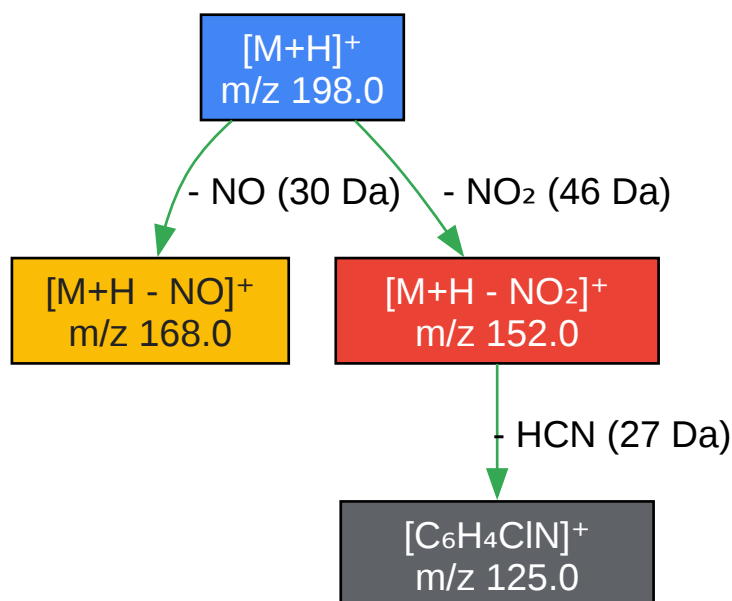 [M+H]⁺
m/z 198.0
- NO (30 Da)
- NO₂ (46 Da)
[M+H - NO]⁺
m/z 168.0
[M+H - NO₂]⁺
m/z 152.0
- HCN (27 Da)
[C₆H₄ClN]⁺
m/z 125.0